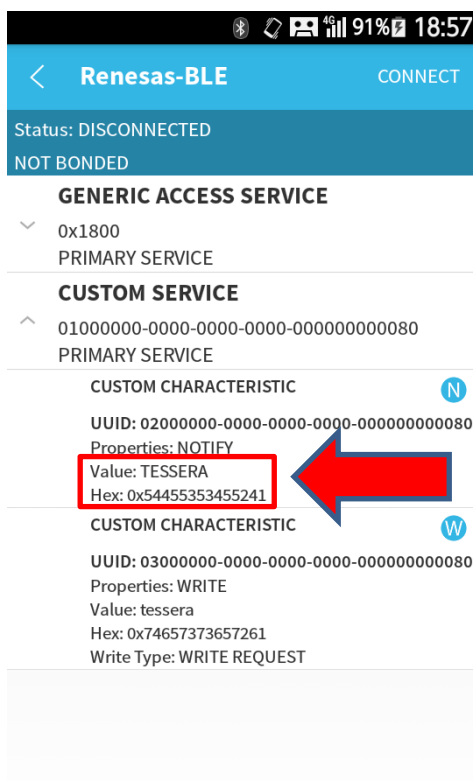 4G 91% 18:57
Renesas-BLE CONNECT
Status: DISCONNECTED
NOT BONDED
GENERIC ACCESS SERVICE
0x1800
PRIMARY SERVICE
CUSTOM SERVICE
01000000-0000-0000-0000-000000000080
PRIMARY SERVICE
CUSTOM CHARACTERISTIC N
UUID: 02000000-0000-0000-0000-000000000080
Properties: NOTIFY
Value: TESSERA
Hex: 0x54455353455241
CUSTOM CHARACTERISTIC W
UUID: 03000000-0000-0000-0000-000000000080
Properties: WRITE
Value: tessera
Hex: 0x74657373657261
Write Type: WRITE REQUEST